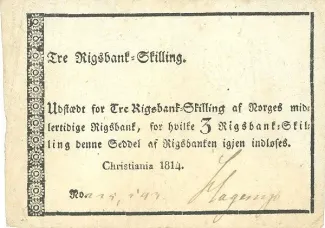 Tre Rigsbank-Skilling.
Udstædt for Tre Rigsbank-Skilling af Norges mid-
lertidige Rigsbank, for hvilke 3 Rigsbank-Skil-
ling denne Seddel af Rigsbanken igjen indløses.
Christiania 1814.
No.